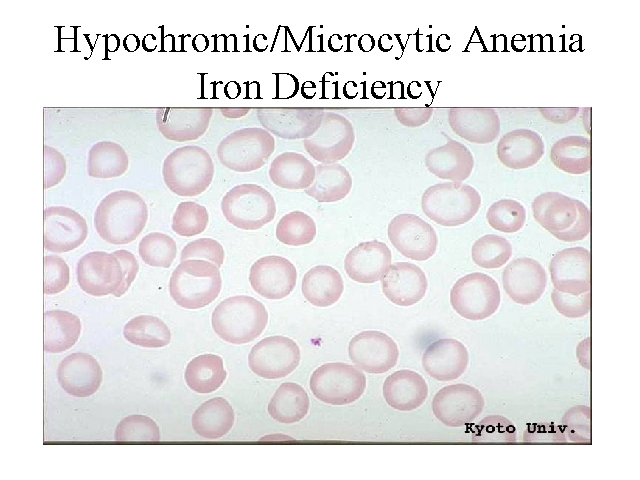 Hypochromic/Microcytic Anemia
Iron Deficiency
Kyoto Univ.